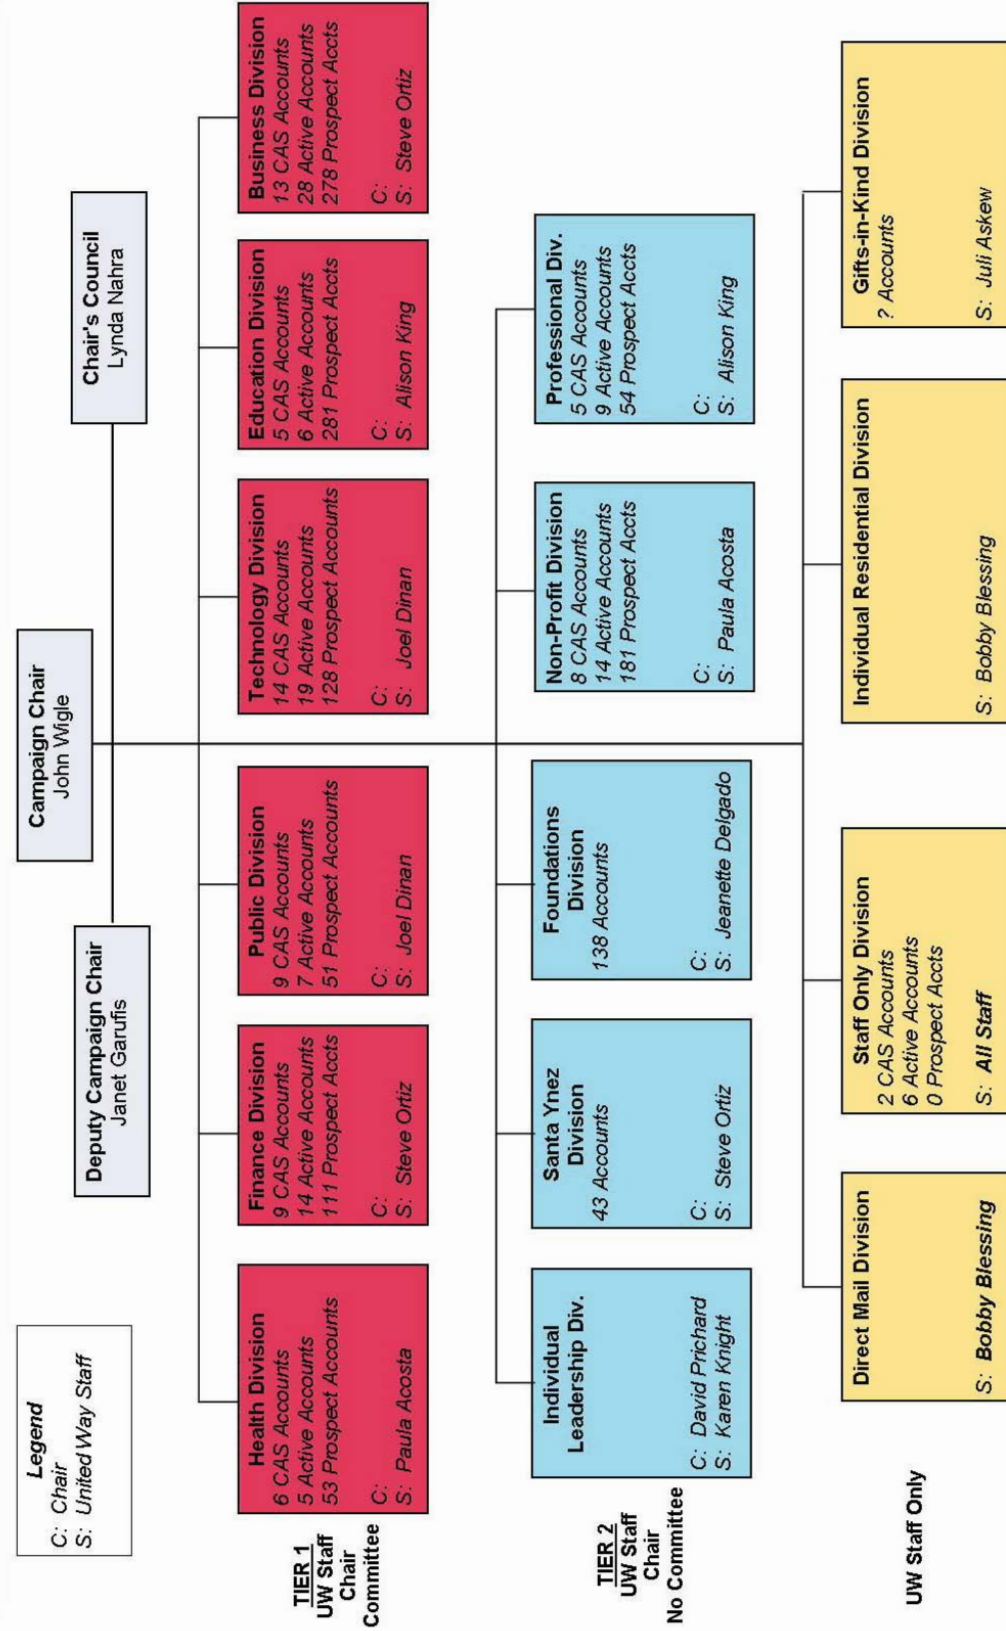 Legend
C: Chair
S: United Way Staff
Campaign Chair
John Wigle
Deputy Campaign Chair
Janet Garufis
Chair's Council
Lynda Nahra
TIER 1
UW Staff
Chair
Committee
Health Division
6 CAS Accounts
5 Active Accounts
53 Prospect Accounts
C:
S: Paula Acosta
Finance Division
9 CAS Accounts
14 Active Accounts
111 Prospect Accts
C:
S: Steve Ortiz
Public Division
9 CAS Accounts
7 Active Accounts
51 Prospect Accounts
C:
S: Joel Dinan
Technology Division
14 CAS Accounts
19 Active Accounts
128 Prospect Accounts
C:
S: Joel Dinan
Education Division
5 CAS Accounts
6 Active Accounts
281 Prospect Accts
C:
S: Alison King
Business Division
13 CAS Accounts
28 Active Accounts
278 Prospect Accts
C:
S: Steve Ortiz
TIER 2
UW Staff
Chair
No Committee
Individual
Leadership Div.
C: David Prichard
S: Karen Knight
Santa Ynez
Division
43 Accounts
C:
S: Steve Ortiz
Foundations
Division
138 Accounts
C:
S: Jeanette Delgado
Non-Profit Division
8 CAS Accounts
14 Active Accounts
181 Prospect Accts
C:
S: Paula Acosta
Professional Div.
5 CAS Accounts
9 Active Accounts
54 Prospect Accts
C:
S: Alison King
UW Staff Only
Direct Mail Division
S: Bobby Blessing
Staff Only Division
2 CAS Accounts
6 Active Accounts
0 Prospect Accts
S: All Staff
Individual Residential Division
S: Bobby Blessing
Gifts-in-Kind Division
? Accounts
S: Juli Askew